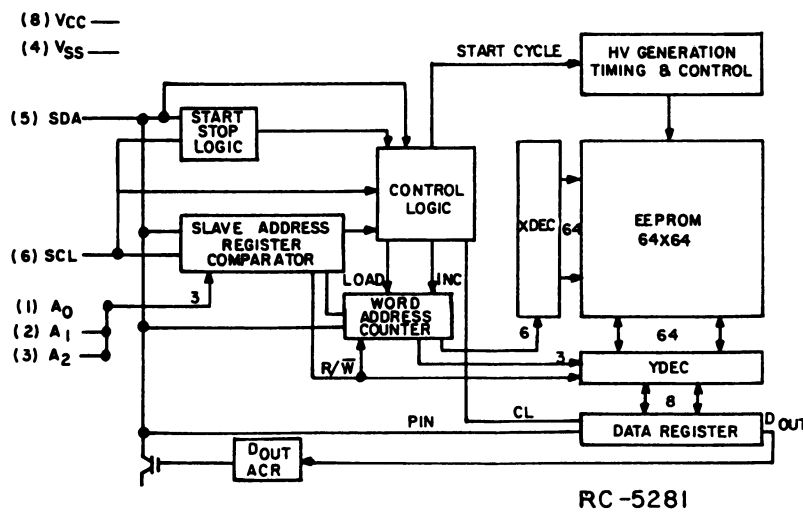 (8) VCC
(4) VSS
START CYCLE
HV GENERATION
TIMING & CONTROL
(5) SDA
START
STOP
LOGIC
CONTROL
LOGIC
XDEC
64
EEPROM
64X64
SLAVE ADDRESS
REGISTER
COMPARATOR
(6) SCL
LOAD
INC
3
(1) A0
(2) A1
(3) A2
WORD
ADDRESS
COUNTER
6
64
3
YDEC
R/W̅
8
CL
PIN
DATA REGISTER
DOUT
DOUT
ACR
RC-5281